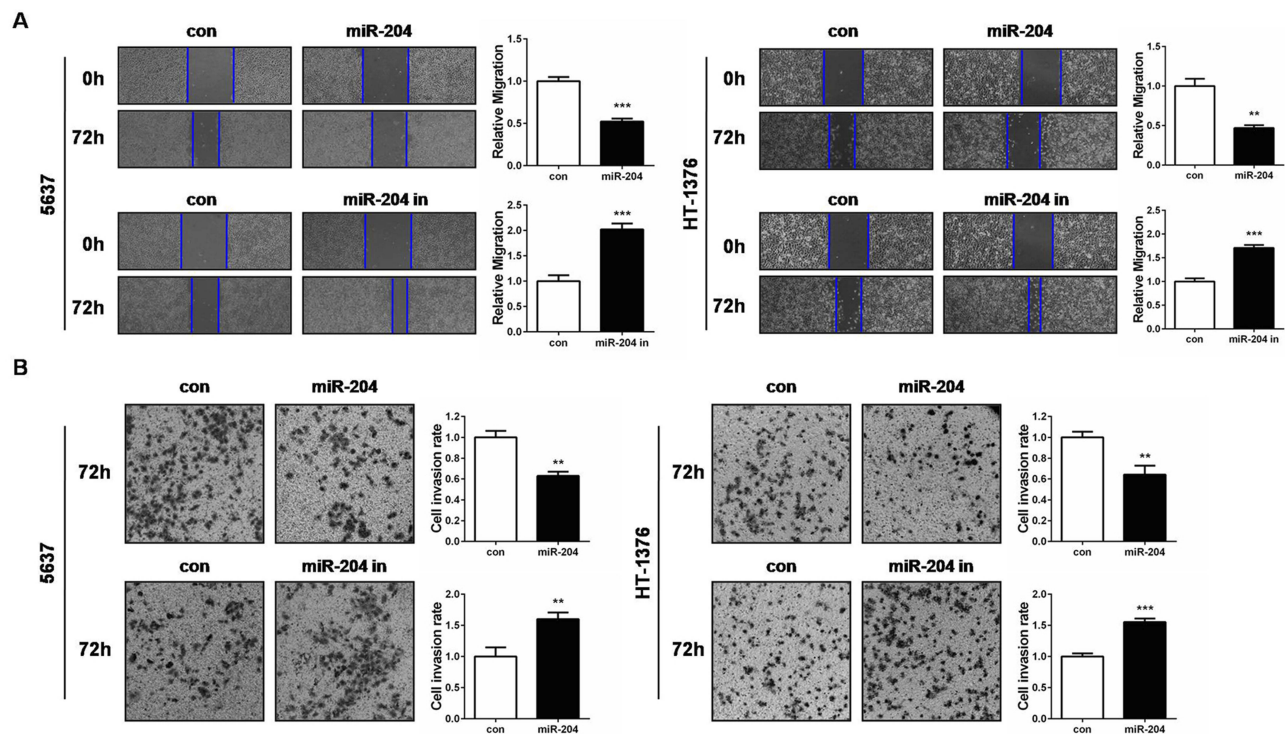 A
con miR-204
0h
72h
5637
Relative Migration
1.5
1.0
0.5
0.0
***
con miR-204
con miR-204 in
0h
72h
Relative Migration
2.5
2.0
1.5
1.0
0.5
0.0
***
con miR-204 in
con miR-204
0h
72h
HT-1376
Relative Migration
1.5
1.0
0.5
0.0
**
con miR-204
con miR-204 in
0h
72h
Relative Migration
2.5
2.0
1.5
1.0
0.5
0.0
***
con miR-204 in
B
con miR-204
72h
5637
Cell invasion rate
1.2
1.0
0.8
0.6
0.4
0.2
0.0
**
con miR-204
con miR-204 in
72h
Cell invasion rate
2.0
1.5
1.0
0.5
0.0
**
con miR-204
con miR-204
72h
HT-1376
Cell invasion rate
1.2
1.0
0.8
0.6
0.4
0.2
0.0
**
con miR-204
con miR-204 in
72h
Cell invasion rate
2.0
1.5
1.0
0.5
0.0
***
con miR-204